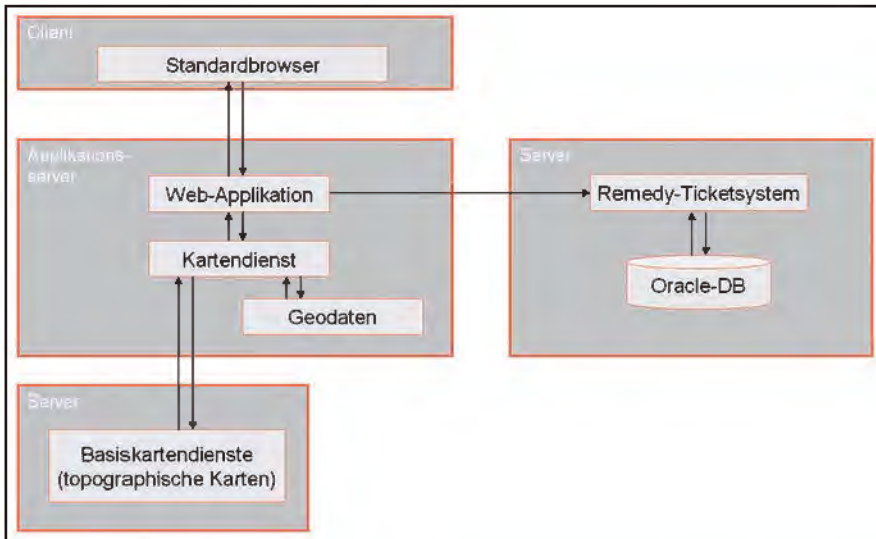 Client
Standardbrowser
Applikations-
server
Web-Applikation
Kartendienst
Geodaten
Server
Remedy-Ticketsystem
Oracle-DB
Server
Basiskartendienste
(topographische Karten)